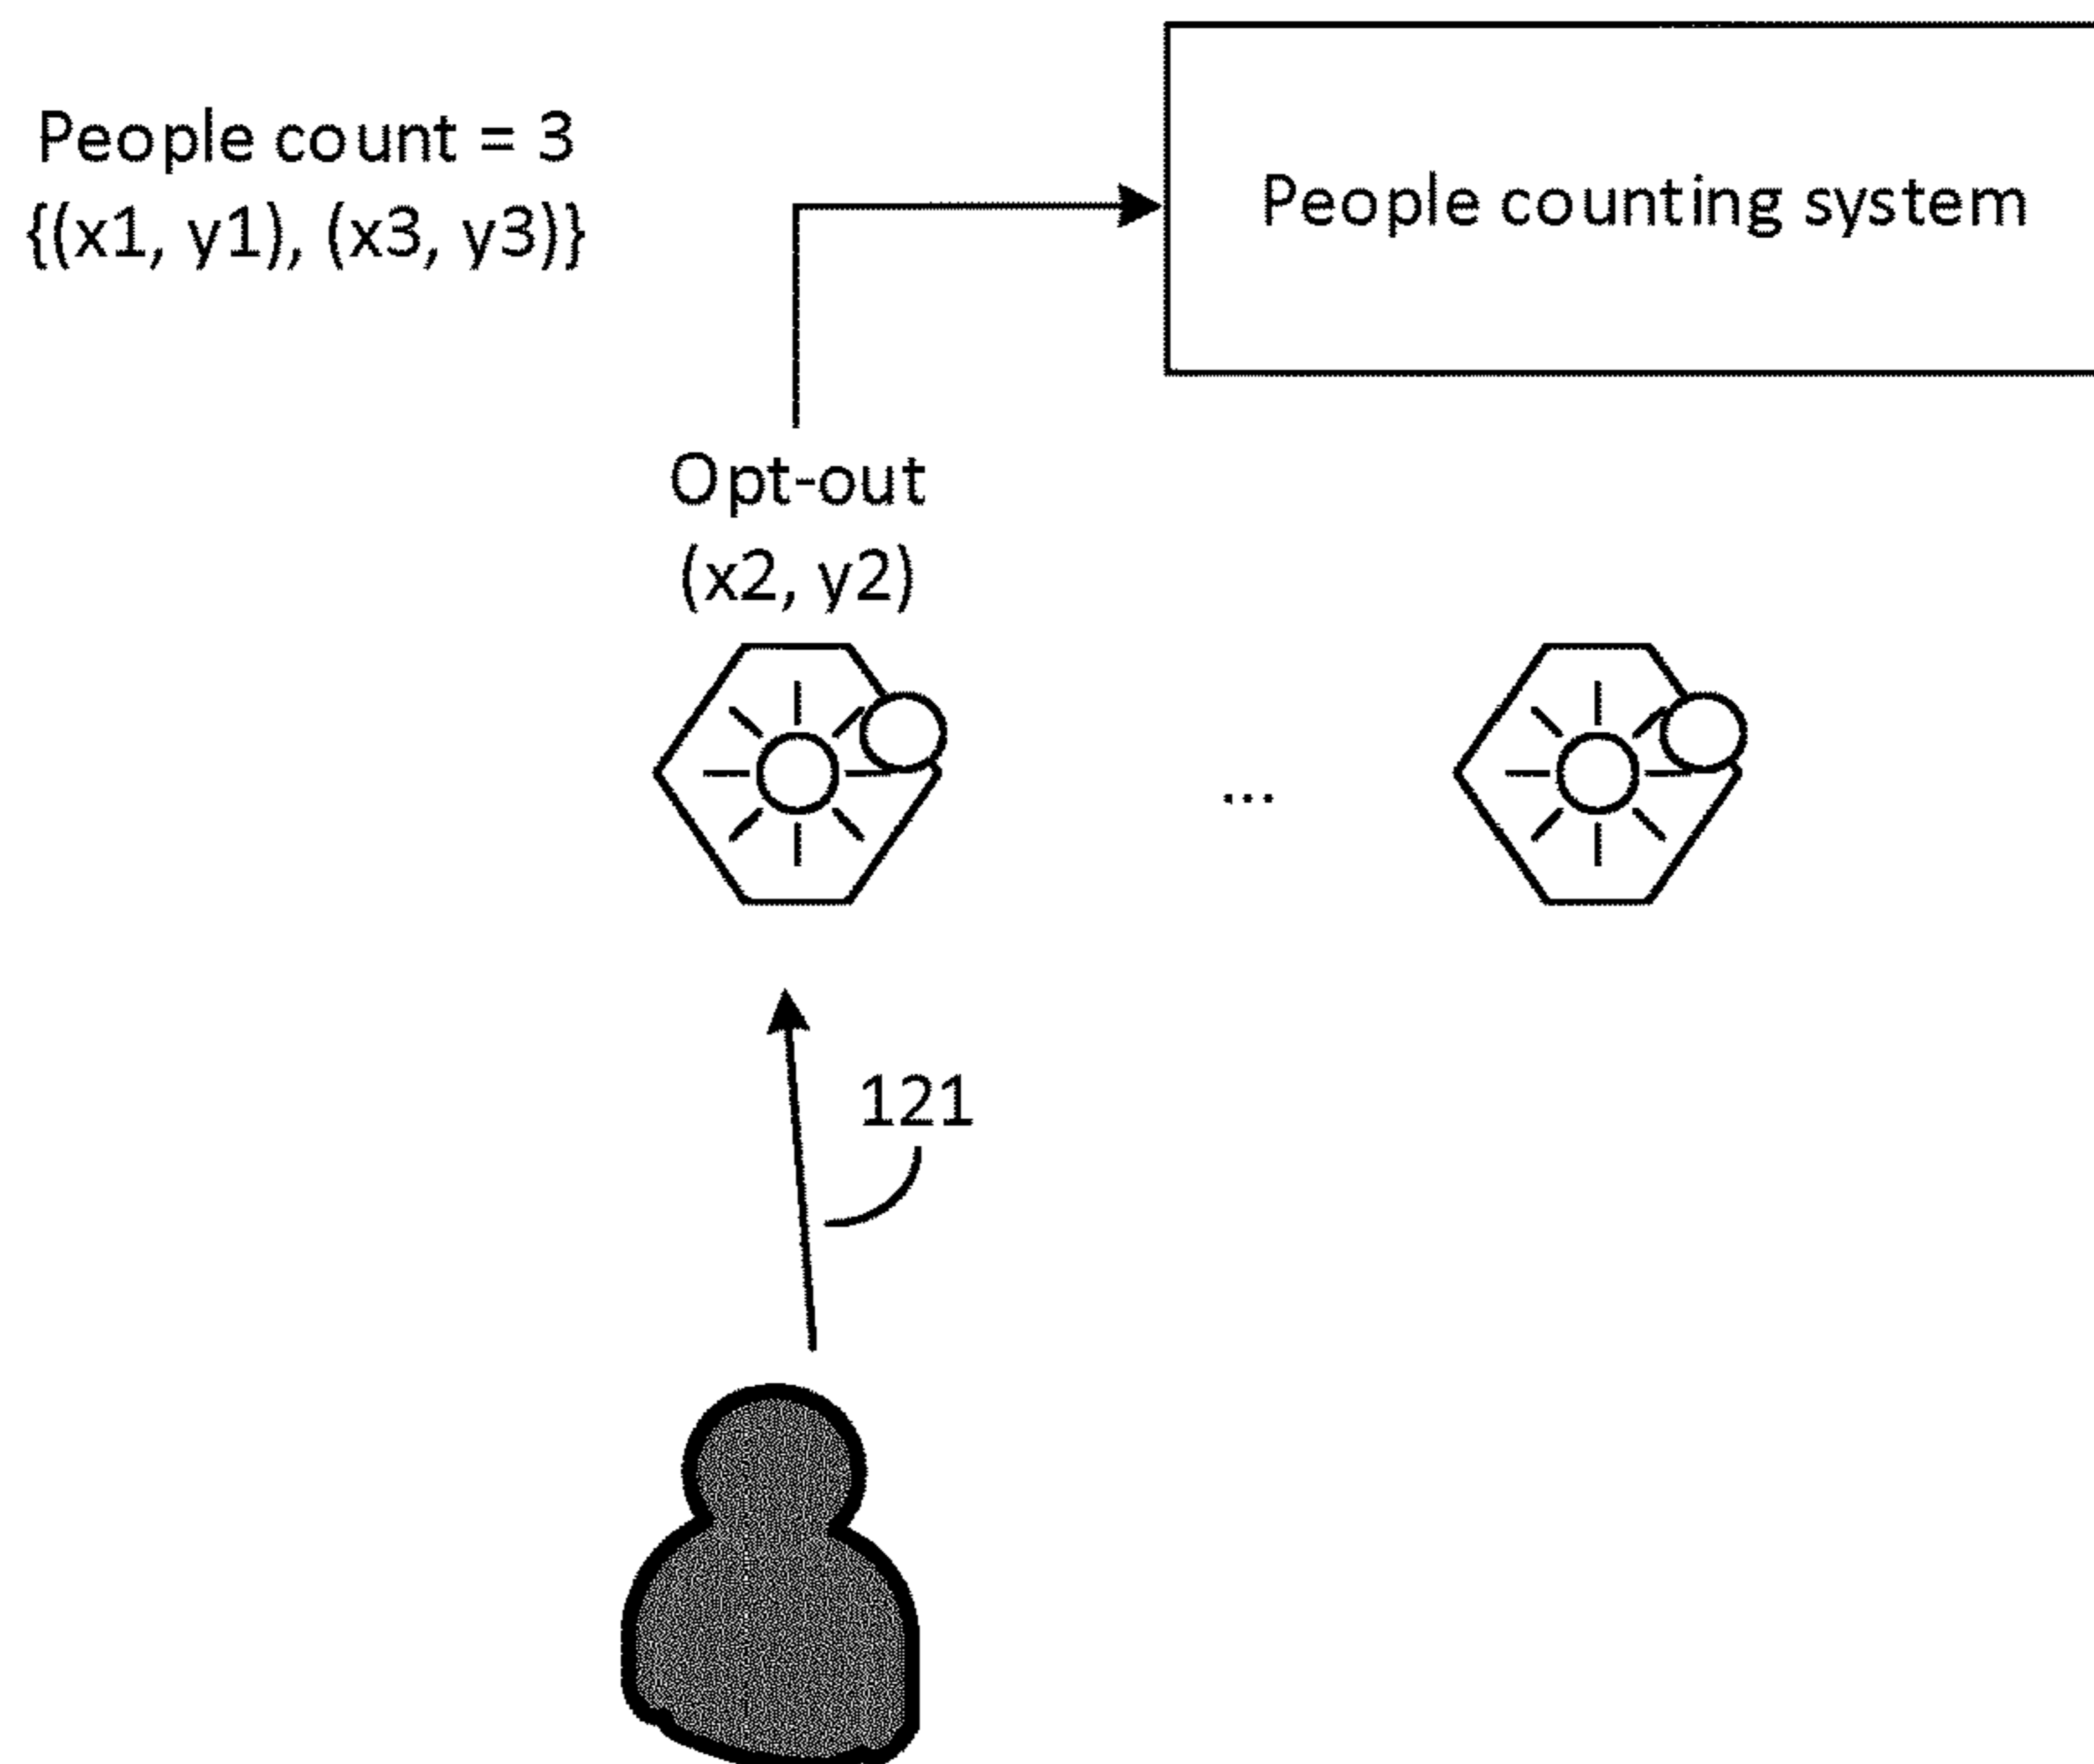 People count = 3
{(x1, y1), (x3, y3)}
People counting system
Opt-out
(x2, y2)
...
121